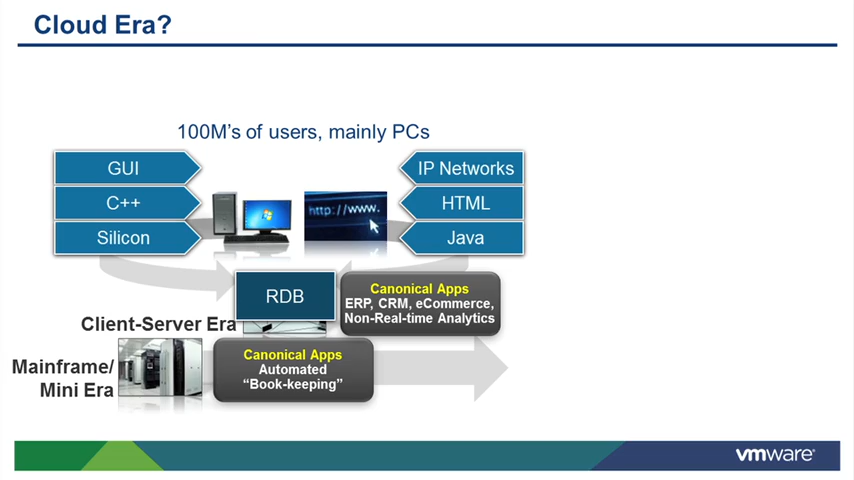 Cloud Era?
100M's of users, mainly PCs
GUI
C++
Silicon
http://www.
IP Networks
HTML
Java
RDB
Canonical Apps
ERP, CRM, eCommerce,
Non-Real-time Analytics
Client-Server Era
Mainframe/
Mini Era
Canonical Apps
Automated
“Book-keeping”
vmware®